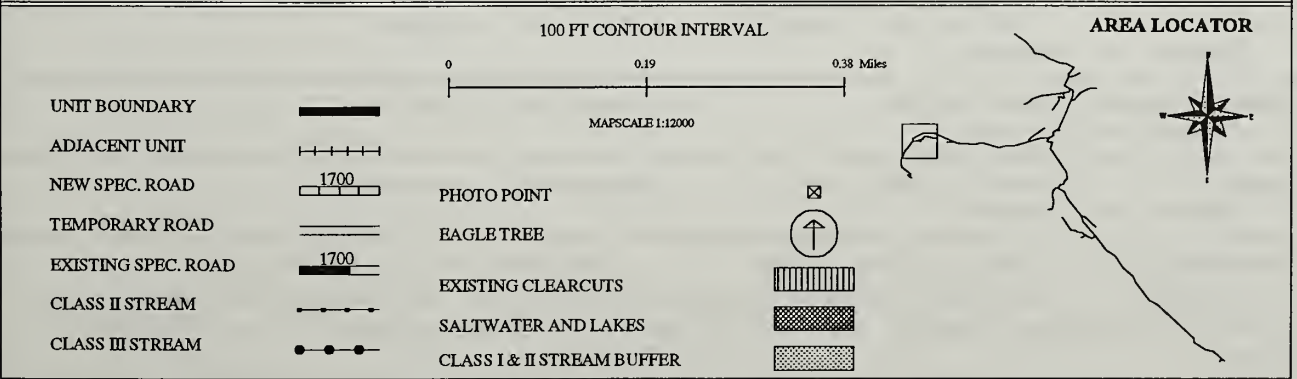 100 FT CONTOUR INTERVAL
AREA LOCATOR
0 0.19 0.38 Miles
MAPSCALE 1:12000
UNIT BOUNDARY
ADJACENT UNIT
NEW SPEC. ROAD 1700
TEMPORARY ROAD
EXISTING SPEC. ROAD 1700
CLASS II STREAM
CLASS III STREAM
PHOTO POINT
EAGLE TREE
EXISTING CLEARCUTS
SALTWATER AND LAKES
CLASS I & II STREAM BUFFER
W E